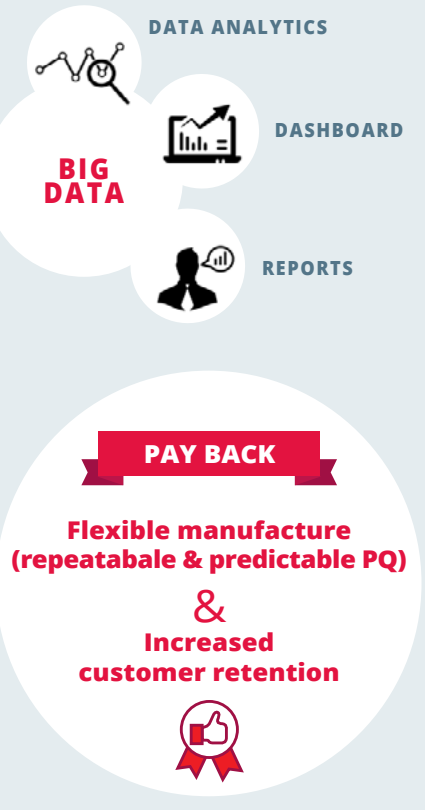 DATA ANALYTICS
DASHBOARD
BIG
DATA
REPORTS
PAY BACK
Flexible manufacture
(repeatabale & predictable PQ)
&
Increased
customer retention